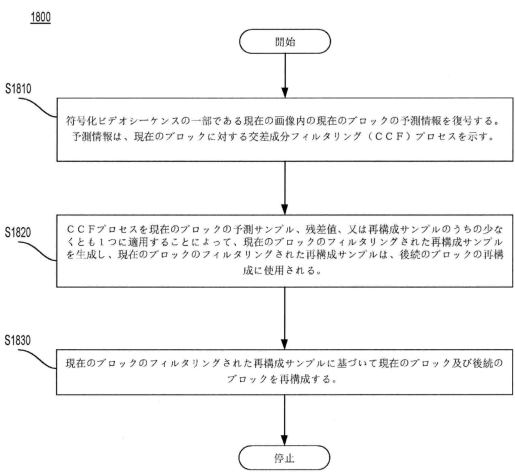 1800
開始
S1810
符号化ビデオシーケンスの一部である現在の画像内の現在のブロックの予測情報を復号する。
予測情報は、現在のブロックに対する交差成分フィルタリング（ＣＣＦ）プロセスを示す。
S1820
ＣＣＦプロセスを現在のブロックの予測サンプル、残差値、又は再構成サンプルのうちの少な
くとも１つに適用することによって、現在のブロックのフィルタリングされた再構成サンプル
を生成し、現在のブロックのフィルタリングされた再構成サンプルは、後続のブロックの再構
成に使用される。
S1830
現在のブロックのフィルタリングされた再構成サンプルに基づいて現在のブロック及び後続の
ブロックを再構成する。
停止